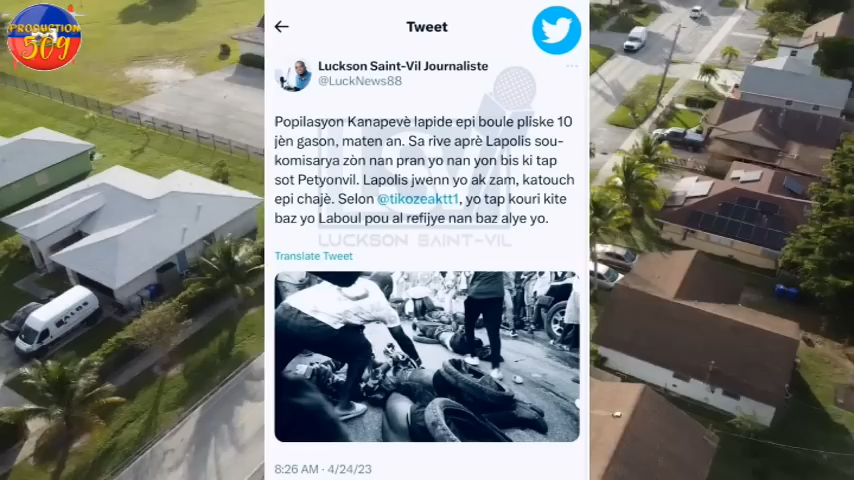 PRODUCTION
509
Tweet
Luckson Saint-Vil Journaliste
@LuckNews88
Popilasyon Kanapevè lapide epi boule pliske 10
jèn gason, maten an. Sa rive aprè Lapolis sou-
komisarya zòn nan pran yo nan yon bis ki tap
sot Petyonvil. Lapolis jwenn yo ak zam, katouch
epi chajè. Selon @tikozeaktt1, yo tap kouri kite
baz yo Laboul pou al refijye nan baz alye yo.
LUCKSON SAINT-VIL
Translate Tweet
8:26 AM · 4/24/23